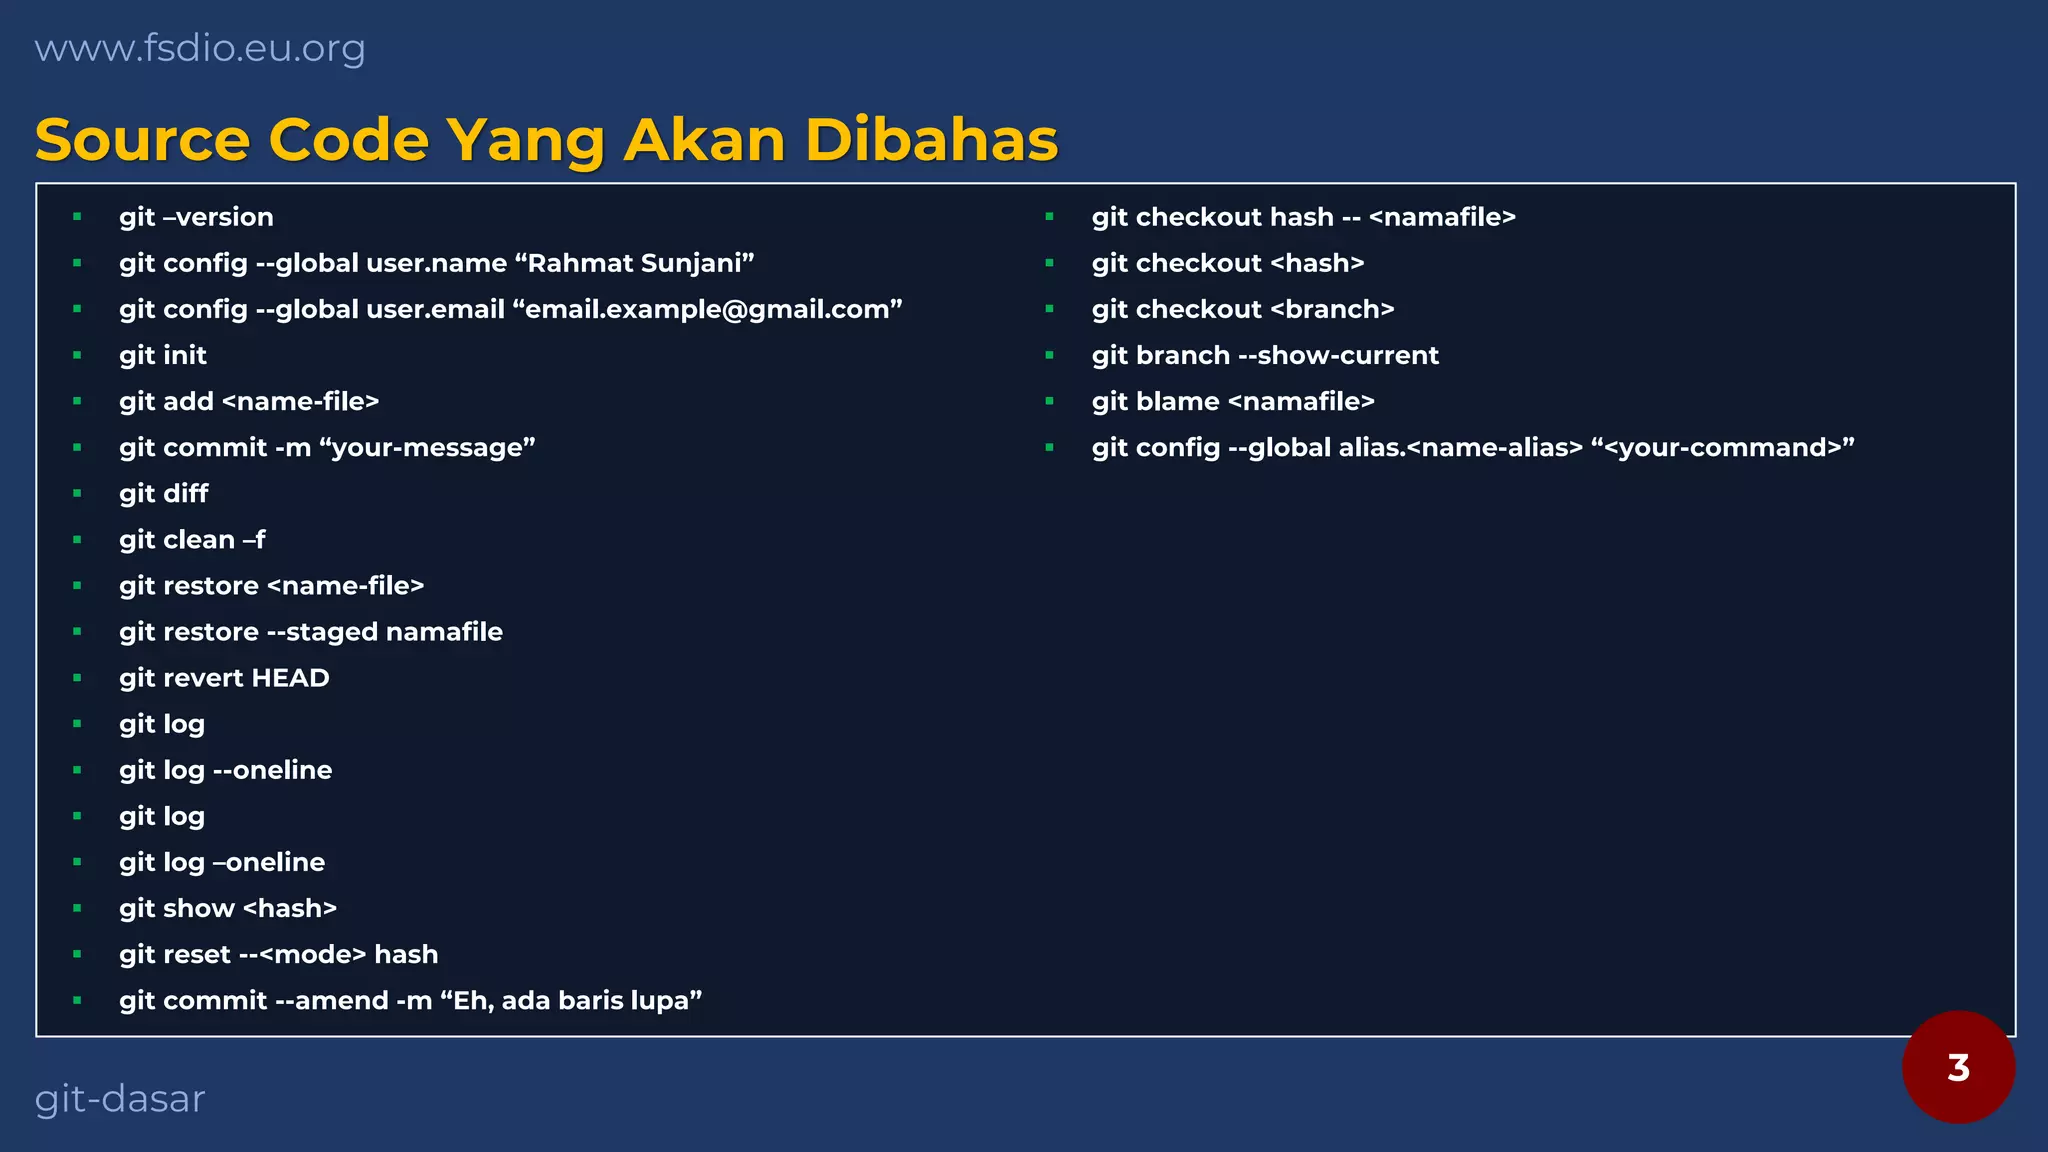 www.fsdio.eu.org
Source Code Yang Akan Dibahas
▪ git –version
▪ git config --global user.name “Rahmat Sunjani”
▪ git config --global user.email “email.example@gmail.com”
▪ git init
▪ git add <name-file>
▪ git commit -m “your-message”
▪ git diff
▪ git clean –f
▪ git restore <name-file>
▪ git restore --staged namafile
▪ git revert HEAD
▪ git log
▪ git log --oneline
▪ git log
▪ git log –oneline
▪ git show <hash>
▪ git reset --<mode> hash
▪ git commit --amend -m “Eh, ada baris lupa”
▪ git checkout hash -- <namafile>
▪ git checkout <hash>
▪ git checkout <branch>
▪ git branch --show-current
▪ git blame <namafile>
▪ git config --global alias.<name-alias> “<your-command>”
git-dasar
3